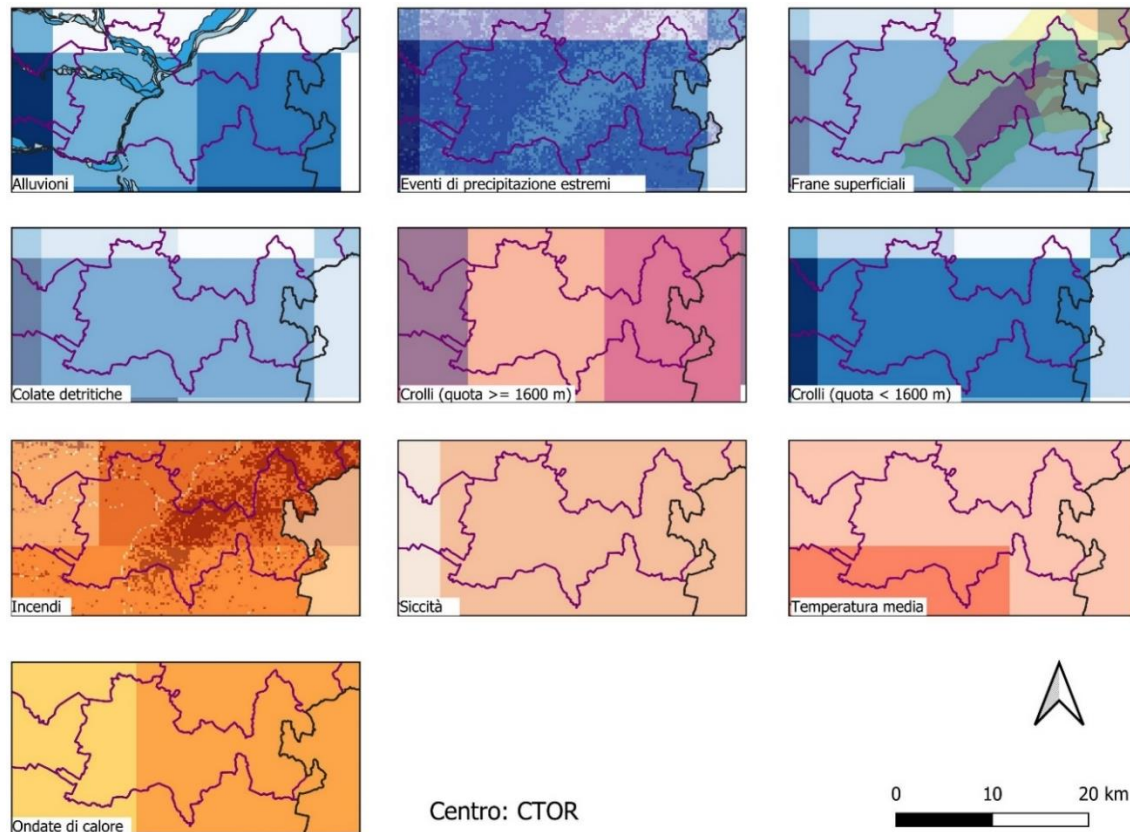 Alluvioni
Eventi di precipitazione estremi
Frane superficiali
Colate detritiche
Crolli (quota >= 1600 m)
Crolli (quota < 1600 m)
Incendi
Siccità
Temperatura media
Ondate di calore
Centro: CTOR
0 10 20 km